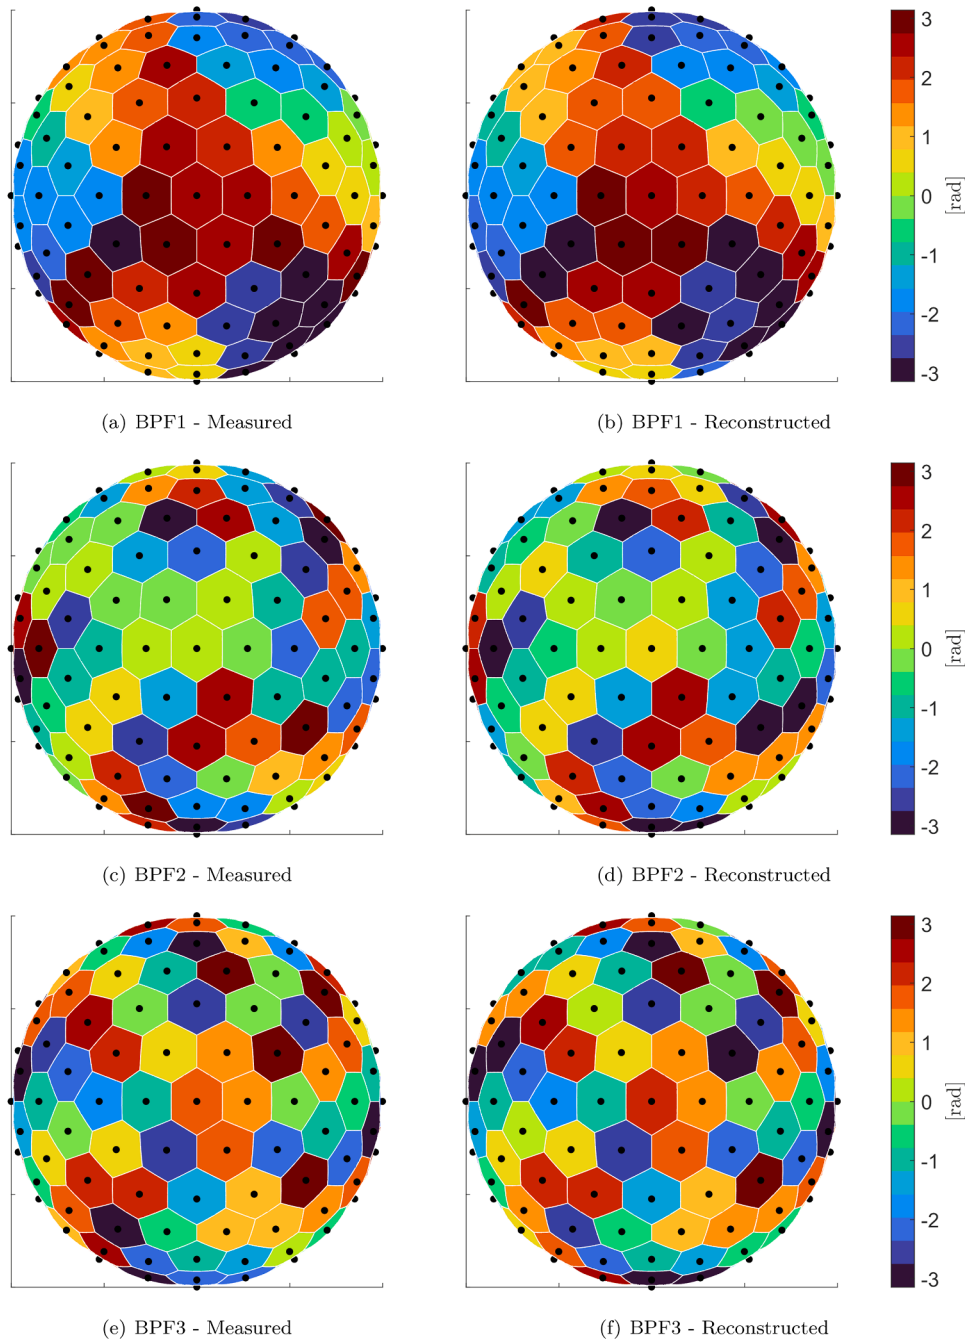 3
2
1
0
-1
-2
-3
[rad]
(a) BPF1 - Measured
(b) BPF1 - Reconstructed
3
2
1
0
-1
-2
-3
[rad]
(c) BPF2 - Measured
(d) BPF2 - Reconstructed
3
2
1
0
-1
-2
-3
[rad]
(e) BPF3 - Measured
(f) BPF3 - Reconstructed